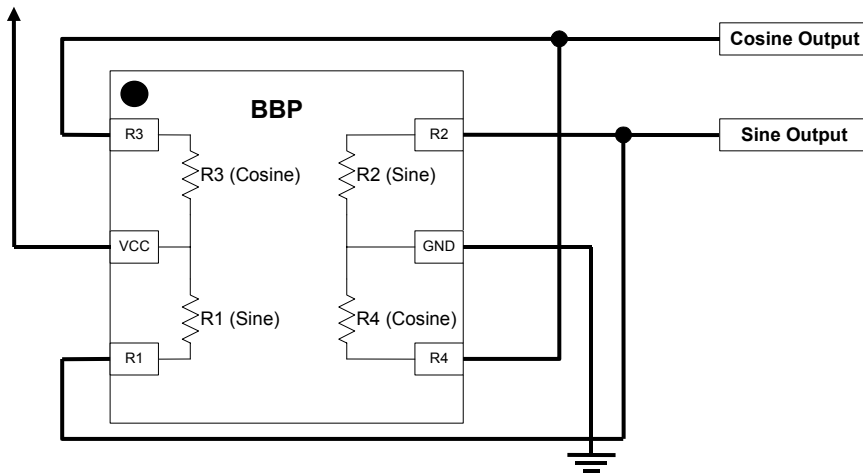 Cosine Output
BBP
R3
R2
Sine Output
R3 (Cosine)
R2 (Sine)
VCC
GND
R1 (Sine)
R4 (Cosine)
R1
R4